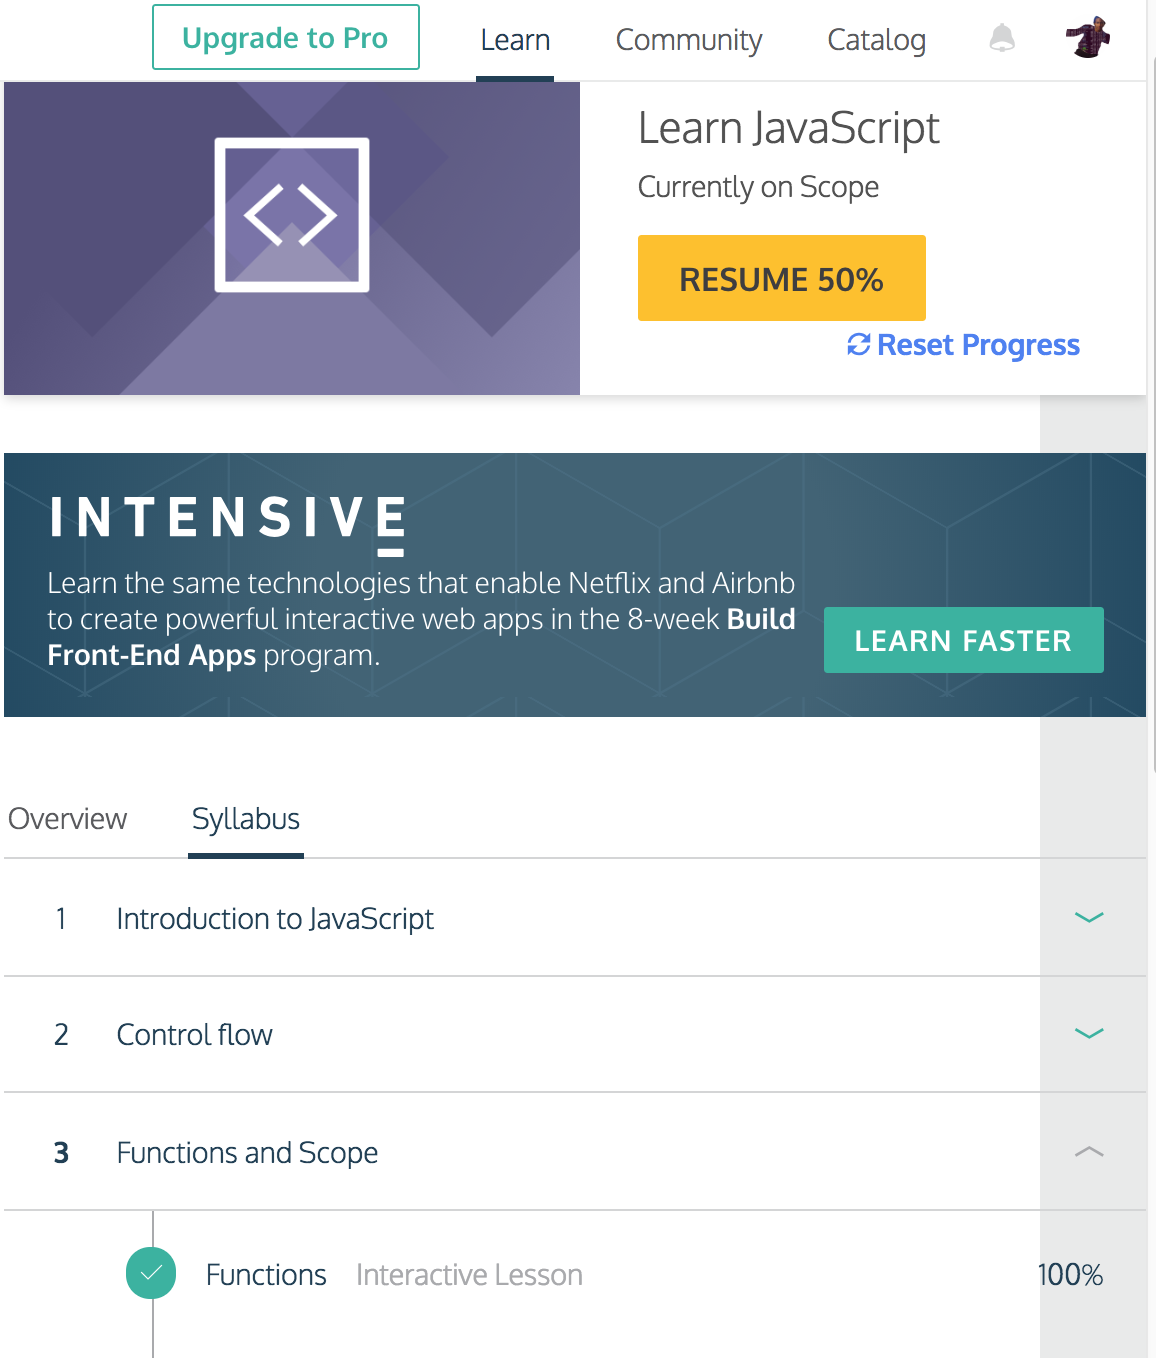 Upgrade to Pro
Learn
Community
Catalog
Learn JavaScript
Currently on Scope
RESUME 50%
Reset Progress
INTENSIVE
Learn the same technologies that enable Netflix and Airbnb
to create powerful interactive web apps in the 8-week Build
Front-End Apps program.
LEARN FASTER
Overview
Syllabus
1 Introduction to JavaScript
2 Control flow
3 Functions and Scope
Functions Interactive Lesson 100%